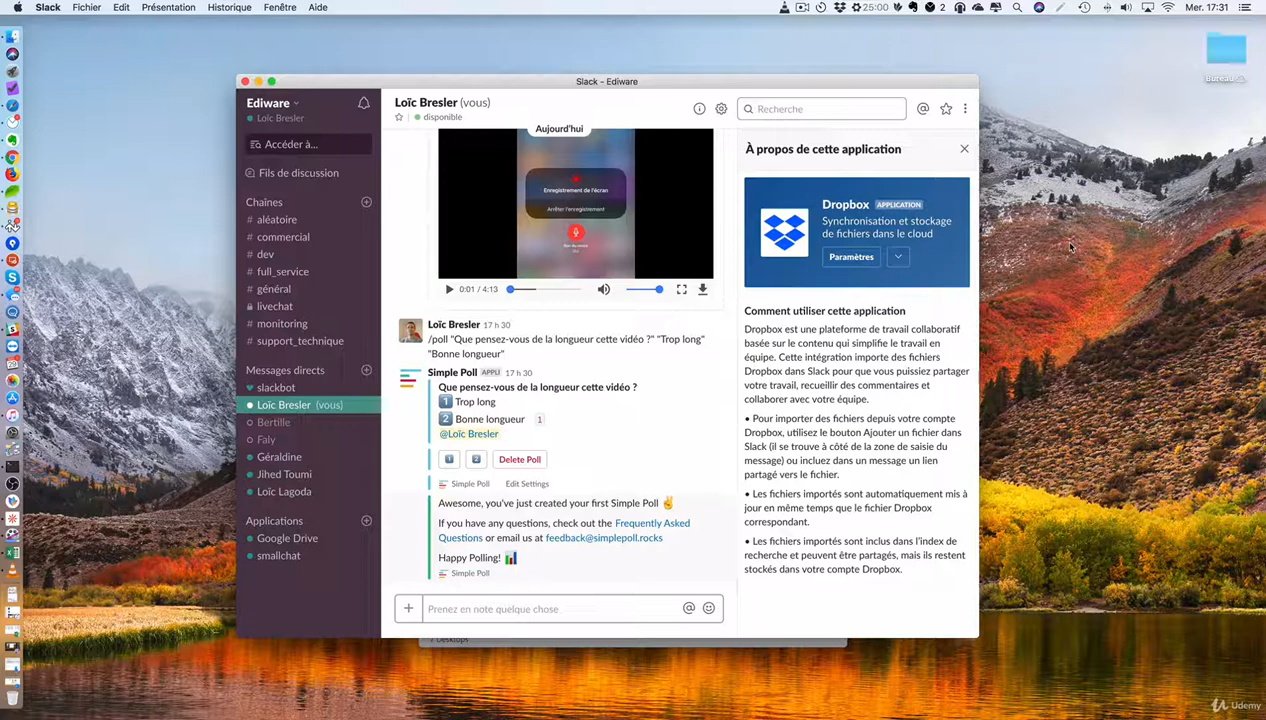 Slack Fichier Edit Présentation Historique Fenêtre Aide
25:00 2 Mer. 17:31
Slack - Ediware
Ediware
Loïc Bresler
Accéder à...
Fils de discussion
Chaînes
# aléatoire
# commercial
# dev
# full_service
# général
livechat
# monitoring
# support_technique
Messages directs
slackbot
Loïc Bresler (vous)
Bertille
Faly
Géraldine
Jihed Toumi
Loïc Lagoda
Applications
Google Drive
smallchat
Loïc Bresler (vous)
disponible
Recherche
Aujourd'hui
Enregistrement de l'écran
Arrêter l'enregistrement
0:01 / 4:13
Loïc Bresler 17 h 30
/poll "Que pensez-vous de la longueur cette vidéo ?" "Trop long"
"Bonne longueur"
Simple Poll APPLI 17 h 30
Que pensez-vous de la longueur cette vidéo ?
1 Trop long
2 Bonne longueur 1
@Loïc Bresler
1 2 Delete Poll
Simple Poll Edit Settings
Awesome, you've just created your first Simple Poll ✌
If you have any questions, check out the Frequently Asked
Questions or email us at feedback@simplepoll.rocks
Happy Polling! 📊
Simple Poll
Prenez en note quelque chose
À propos de cette application
Dropbox APPLICATION
Synchronisation et stockage
de fichiers dans le cloud
Paramètres
Comment utiliser cette application
Dropbox est une plateforme de travail collaboratif
basée sur le contenu qui simplifie le travail en
équipe. Cette intégration importe des fichiers
Dropbox dans Slack pour que vous puissiez partager
votre travail, recueillir des commentaires et
collaborer avec votre équipe.
• Pour importer des fichiers depuis votre compte
Dropbox, utilisez le bouton Ajouter un fichier dans
Slack (il se trouve à côté de la zone de saisie du
message) ou incluez dans un message un lien
partagé vers le fichier.
• Les fichiers importés sont automatiquement mis à
jour en même temps que le fichier Dropbox
correspondant.
• Les fichiers importés sont inclus dans l'index de
recherche et peuvent être partagés, mais ils restent
stockés dans votre compte Dropbox.
Bureau
7 Desktops
Udemy